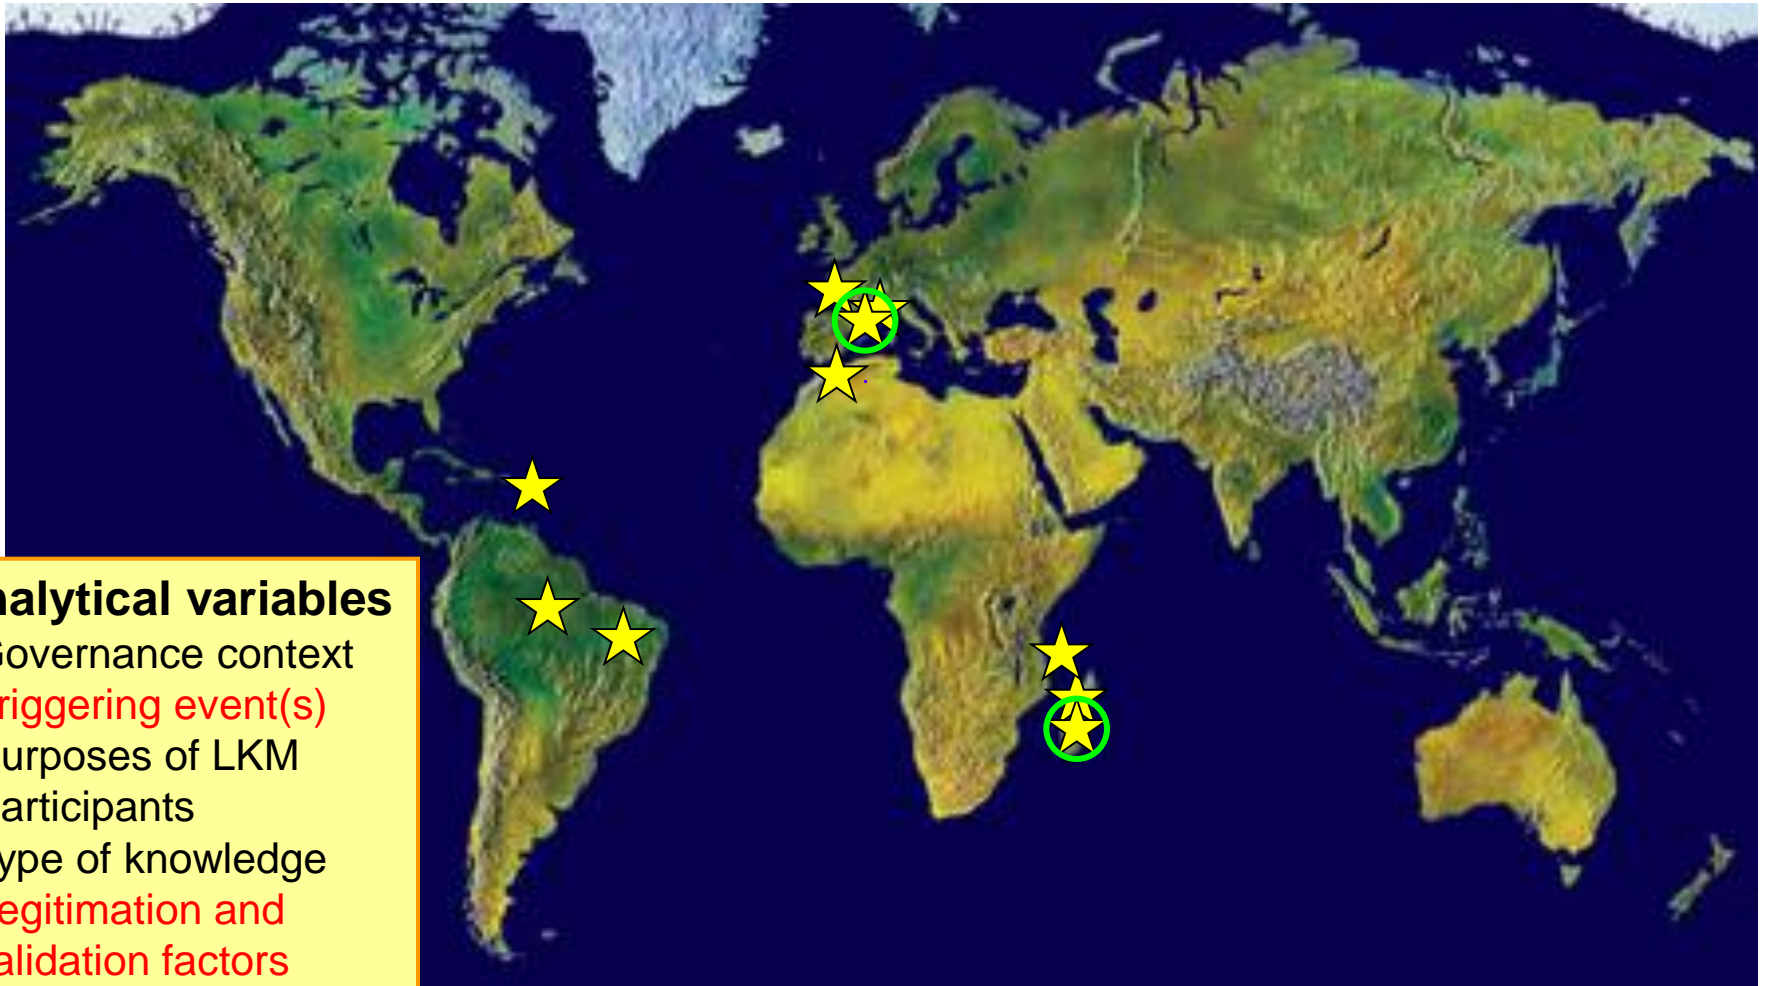 nalytical variables
Governance context
riggering event(s)
urposes of LKM
articipants
ype of knowledge
egitimation and
alidation factors